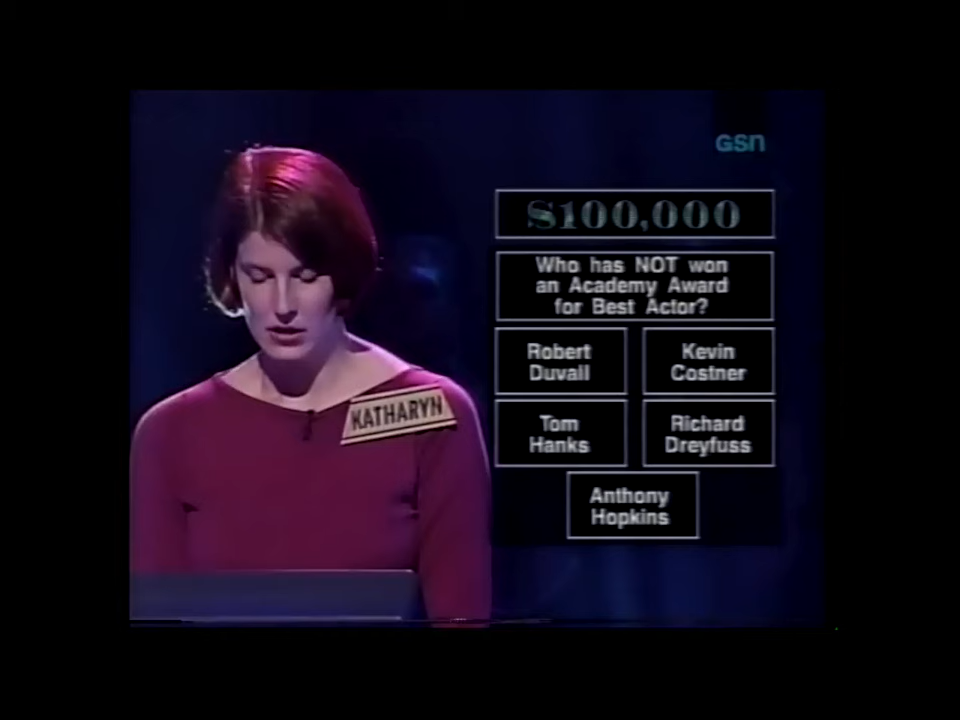 GSN
$100,000
Who has NOT won
an Academy Award
for Best Actor?
Robert
Duvall
Kevin
Costner
Tom
Hanks
Richard
Dreyfuss
Anthony
Hopkins
KATHARYN